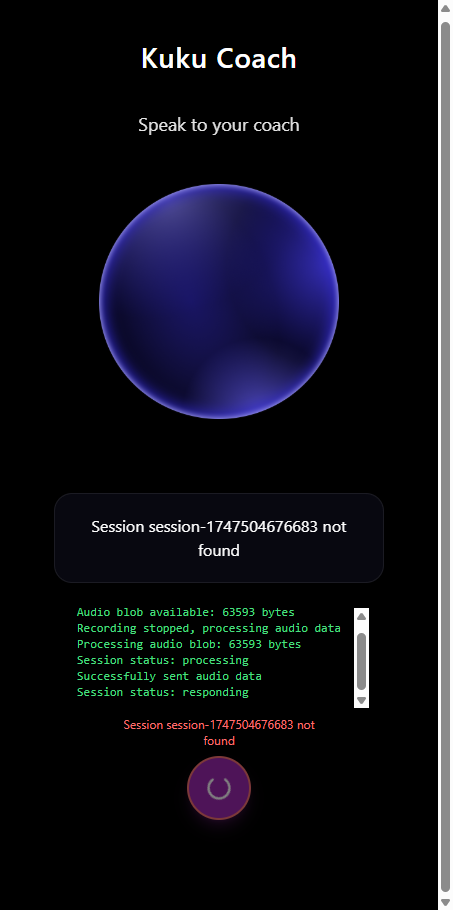 Kuku Coach
Speak to your coach
Session session-1747504676683 not
found
Audio blob available: 63593 bytes
Recording stopped, processing audio data
Processing audio blob: 63593 bytes
Session status: processing
Successfully sent audio data
Session status: responding
Session session-1747504676683 not
found